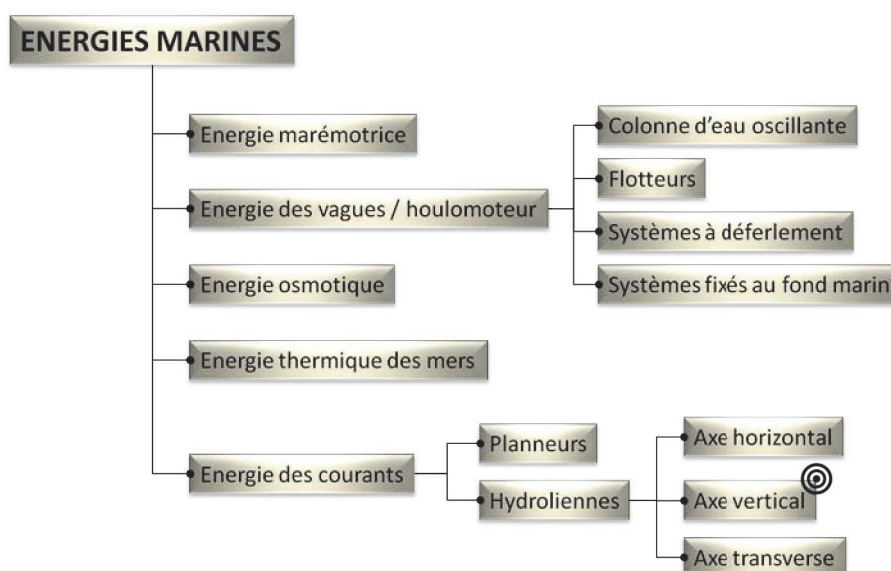 ENERGIES MARINES
Energie marémotrice
Energie des vagues / houlomoteur
Colonne d'eau oscillante
Flotteurs
Systèmes à déferlement
Systèmes fixés au fond marin
Energie osmotique
Energie thermique des mers
Energie des courants
Planneurs
Hydroliennes
Axe horizontal
Axe vertical
Axe transverse